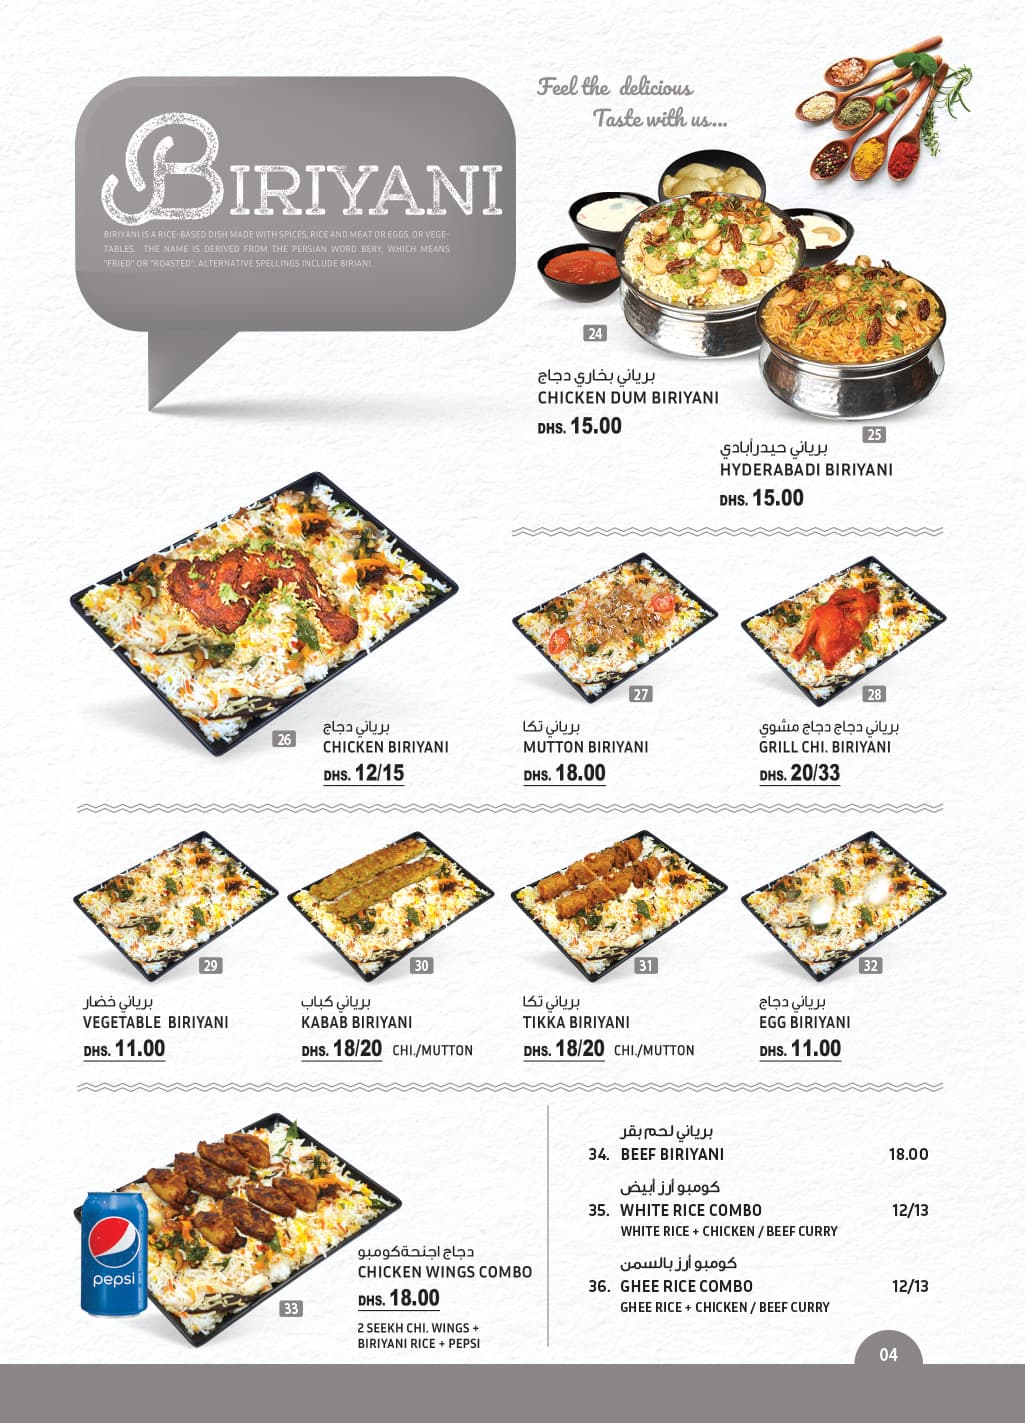 BIRIYANI
BIRIYANI IS A RICE-BASED DISH MADE WITH SPICES, RICE AND MEAT OR EGGS, OR VEGE-
TABLES. THE NAME IS DERIVED FROM THE PERSIAN WORD BERY, WHICH MEANS
"FRIED" OR "ROASTED". ALTERNATIVE SPELLINGS INCLUDE BIRIANI.
Feel the delicious
Taste with us...
24
برياني بخاري دجاج
CHICKEN DUM BIRIYANI
DHS. 15.00
25
برياني حيدرأبادي
HYDERABADI BIRIYANI
DHS. 15.00
26
برياني دجاج
CHICKEN BIRIYANI
DHS. 12/15
27
برياني تكا
MUTTON BIRIYANI
DHS. 18.00
28
برياني دجاج دجاج مشوي
GRILL CHI. BIRIYANI
DHS. 20/33
29
برياني خضار
VEGETABLE BIRIYANI
DHS. 11.00
30
برياني كباب
KABAB BIRIYANI
DHS. 18/20 CHI./MUTTON
31
برياني تكا
TIKKA BIRIYANI
DHS. 18/20 CHI./MUTTON
32
برياني دجاج
EGG BIRIYANI
DHS. 11.00
pepsi
33
دجاج اجنحةكومبو
CHICKEN WINGS COMBO
DHS. 18.00
2 SEEKH CHI. WINGS +
BIRIYANI RICE + PEPSI
برياني لحم بقر
34. BEEF BIRIYANI 18.00
كومبو أرز أبيض
35. WHITE RICE COMBO 12/13
WHITE RICE + CHICKEN / BEEF CURRY
كومبو أرز بالسمن
36. GHEE RICE COMBO 12/13
GHEE RICE + CHICKEN / BEEF CURRY
04